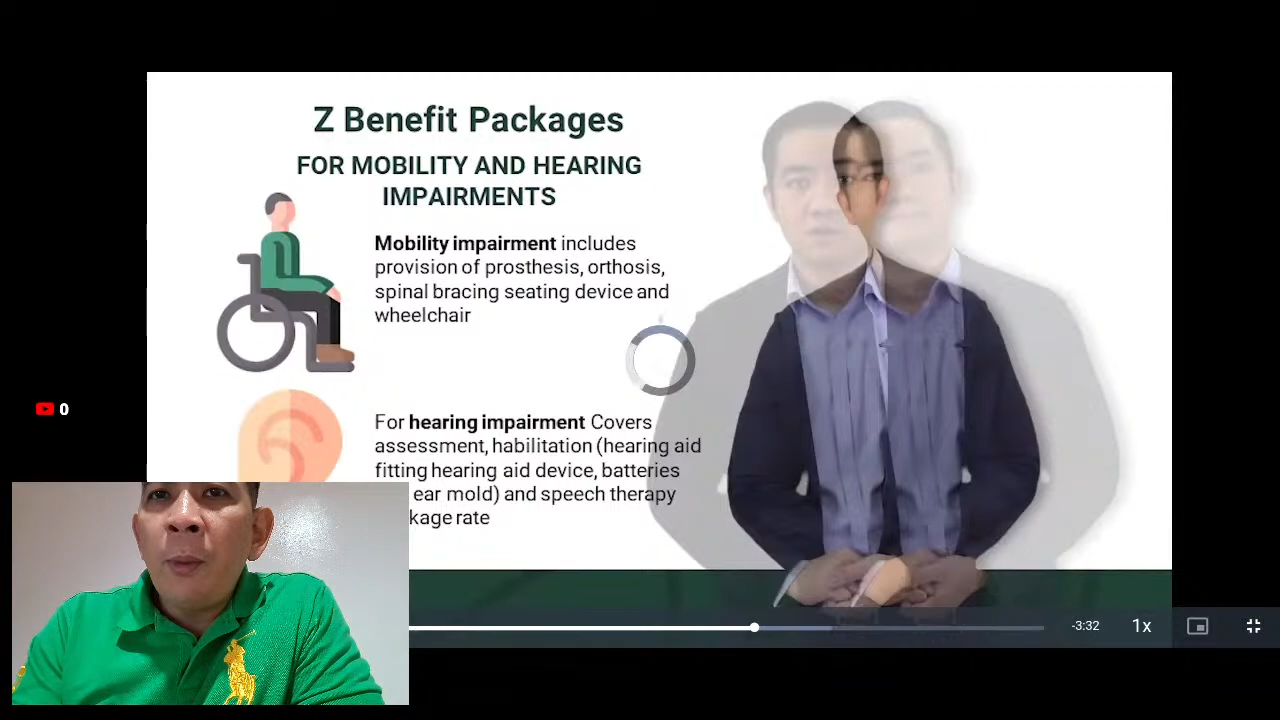 Z Benefit Packages
FOR MOBILITY AND HEARING
IMPAIRMENTS
Mobility impairment includes
provision of prosthesis, orthosis,
spinal bracing seating device and
wheelchair
For hearing impairment Covers
assessment, habilitation (hearing aid
fitting hearing aid device, batteries
ear mold) and speech therapy
kage rate
0
-3:32
1x